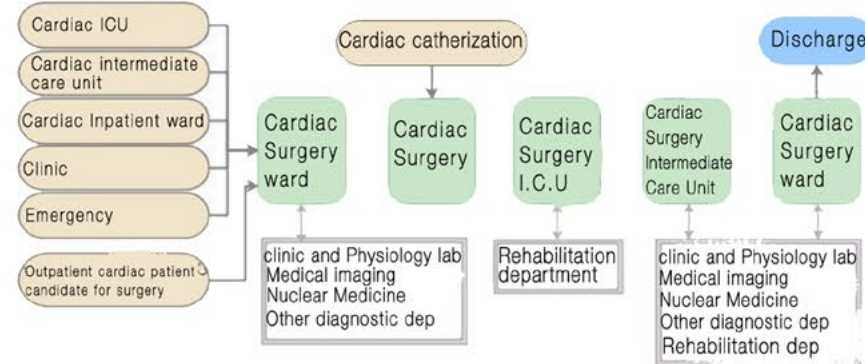 Cardiac ICU
Cardiac intermediate
care unit
Cardiac Inpatient ward
Clinic
Emergency
Outpatient cardiac patient
candidate for surgery
Cardiac catherization
Discharge
Cardiac
Surgery
ward
Cardiac
Surgery
Cardiac
Surgery
I.C.U
Cardiac
Surgery
Intermediate
Care Unit
Cardiac
Surgery
ward
clinic and Physiology lab
Medical imaging
Nuclear Medicine
Other diagnostic dep
Rehabilitation
department
clinic and Physiology lab
Medical imaging
Nuclear Medicine
Other diagnostic dep
Rehabilitation dep